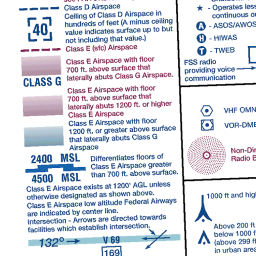 Class D Airspace
Ceiling of Class D Airspace in
hundreds of feet (A minus ceiling
value indicates surface up to but
not including that value.)
40
Class E (sfc) Airspace
Class E Airspace with floor
700 ft. above surface that
laterally abuts Class G Airspace.
CLASS G
Class E Airspace with floor
700 ft. above surface that
laterally abuts 1200 ft. or higher
Class E Airspace
Class E Airspace with floor
1200 ft. or greater above surface
that laterally abuts Class G
Airspace
2400 MSL
4500 MSL
Differentiates floors of
Class E Airspace greater
than 700 ft. above surface.
Class E Airspace exists at 1200' AGL unless
otherwise designated as shown above.
Class E Airspace low altitude Federal Airways
are indicated by center line.
Intersection - Arrows are directed towards
facilities which establish intersection.
132°
V 69
169
- Operates less
continuous
A - ASOS/AWOS
H - HIWAS
T - TWEB
FSS radio
providing voice
communication
VHF OMN
VOR-DME
Non-Dir
Radio B
1000 ft and high
Above 200 ft
below 1000 f
(above 299 f
in urban area